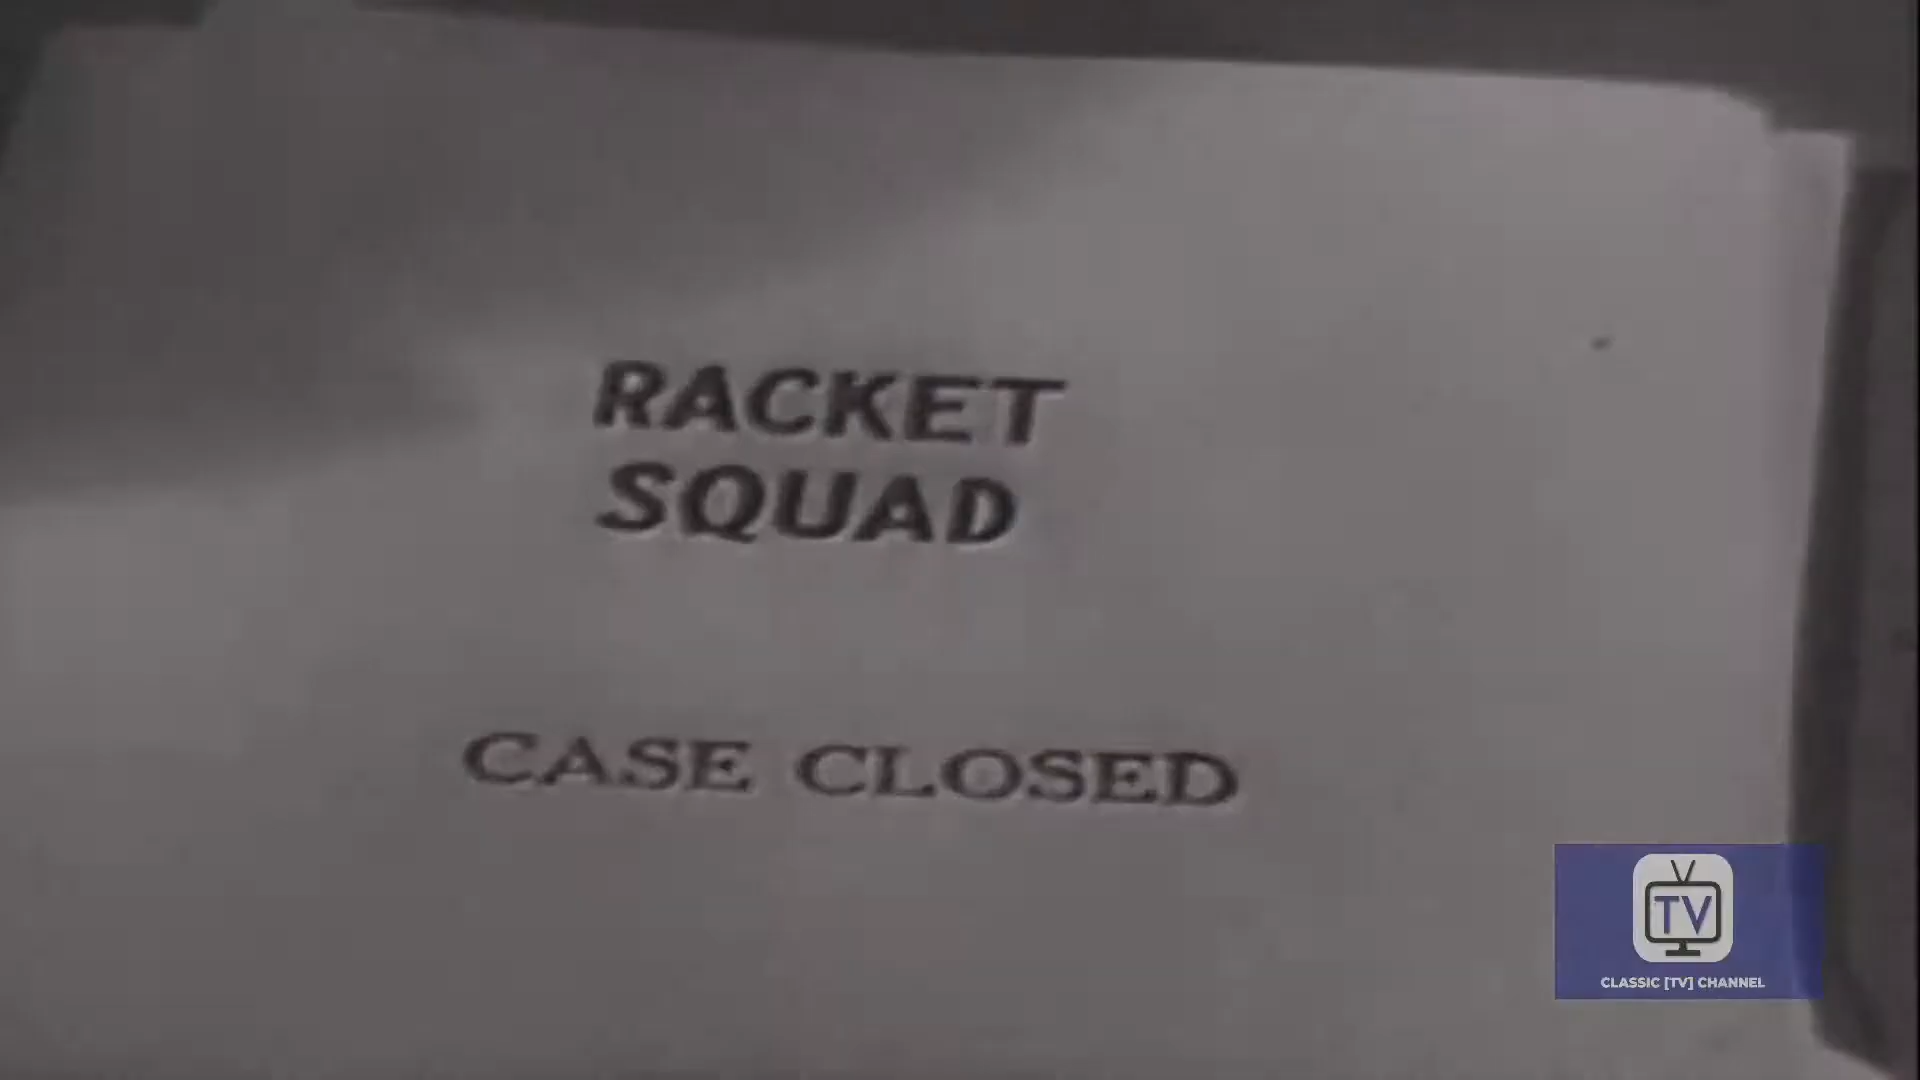 RACKET
SQUAD
CASE CLOSED
TV
CLASSIC [TV] CHANNEL